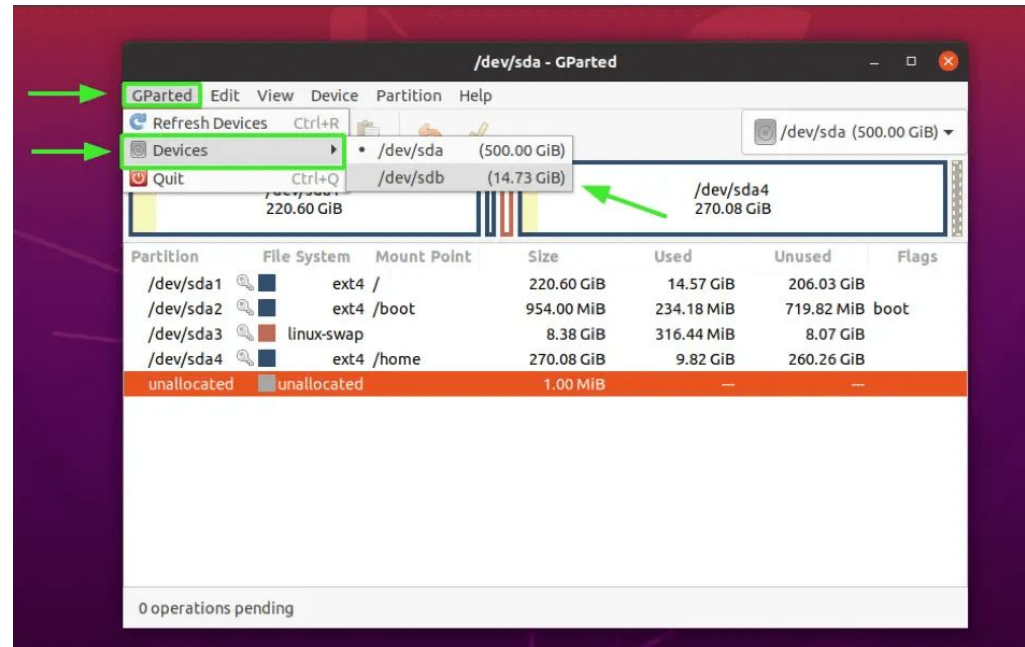 /dev/sda - GParted
GParted Edit View Device Partition Help
Refresh Devices Ctrl+R
/dev/sda (500.00 GiB)
Devices
/dev/sda (500.00 GiB)
/dev/sdb (14.73 GiB)
Quit Ctrl+Q
220.60 GiB
/dev/sda4
270.08 GiB
Partition File System Mount Point Size Used Unused Flags
/dev/sda1 ext4 / 220.60 GiB 14.57 GiB 206.03 GiB
/dev/sda2 ext4 /boot 954.00 MiB 234.18 MiB 719.82 MiB boot
/dev/sda3 linux-swap 8.38 GiB 316.44 MiB 8.07 GiB
/dev/sda4 ext4 /home 270.08 GiB 9.82 GiB 260.26 GiB
unallocated unallocated 1.00 MiB — —
0 operations pending